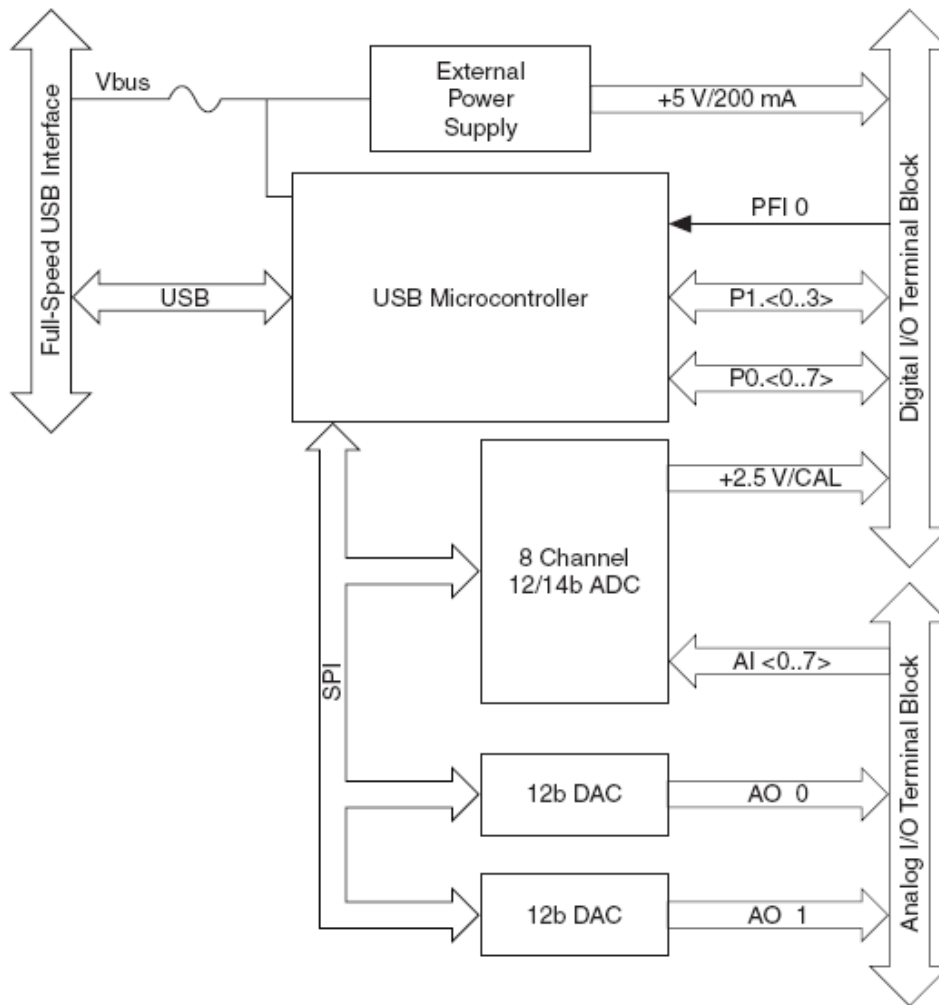 Full-Speed USB Interface
Vbus
External
Power
Supply
+5 V/200 mA
Digital I/O Terminal Block
PFI 0
USB
USB Microcontroller
P1.<0..3>
P0.<0..7>
+2.5 V/CAL
8 Channel
12/14b ADC
SPI
AI <0..7>
Analog I/O Terminal Block
12b DAC
AO 0
12b DAC
AO 1